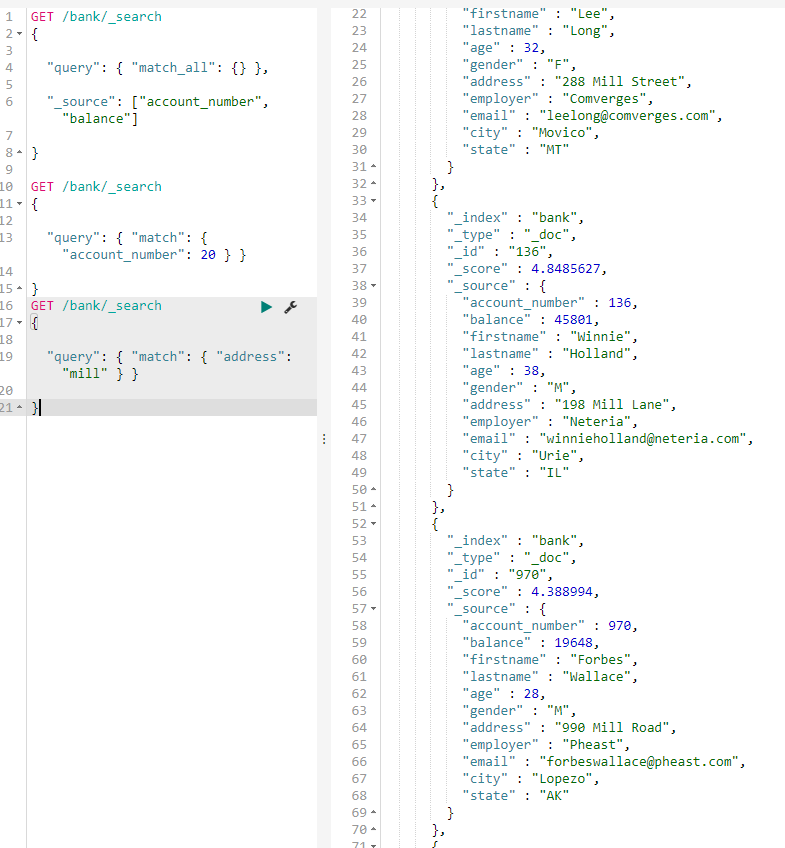 1 GET /bank/_search
2 {
3
4 "query": { "match_all": {} },
5
6 "_source": ["account_number",
"balance"]
7
8 }
9
10 GET /bank/_search
11 {
12
13 "query": { "match": {
"account_number": 20 } }
14
15 }
16 GET /bank/_search
17 {
18
19 "query": { "match": { "address":
"mill" } }
20
21 }
22 "firstname" : "Lee",
23 "lastname" : "Long",
24 "age" : 32,
25 "gender" : "F",
26 "address" : "288 Mill Street",
27 "employer" : "Comverges",
28 "email" : "leelong@comverges.com",
29 "city" : "Movico",
30 "state" : "MT"
31 }
32 },
33 {
34 "_index" : "bank",
35 "_type" : "_doc",
36 "_id" : "136",
37 "_score" : 4.8485627,
38 "_source" : {
39 "account_number" : 136,
40 "balance" : 45801,
41 "firstname" : "Winnie",
42 "lastname" : "Holland",
43 "age" : 38,
44 "gender" : "M",
45 "address" : "198 Mill Lane",
46 "employer" : "Neteria",
47 "email" : "winnieholland@neteria.com",
48 "city" : "Urie",
49 "state" : "IL"
50 }
51 },
52 {
53 "_index" : "bank",
54 "_type" : "_doc",
55 "_id" : "970",
56 "_score" : 4.388994,
57 "_source" : {
58 "account_number" : 970,
59 "balance" : 19648,
60 "firstname" : "Forbes",
61 "lastname" : "Wallace",
62 "age" : 28,
63 "gender" : "M",
64 "address" : "990 Mill Road",
65 "employer" : "Pheast",
66 "email" : "forbeswallace@pheast.com",
67 "city" : "Lopezo",
68 "state" : "AK"
69 }
70 },
71 {